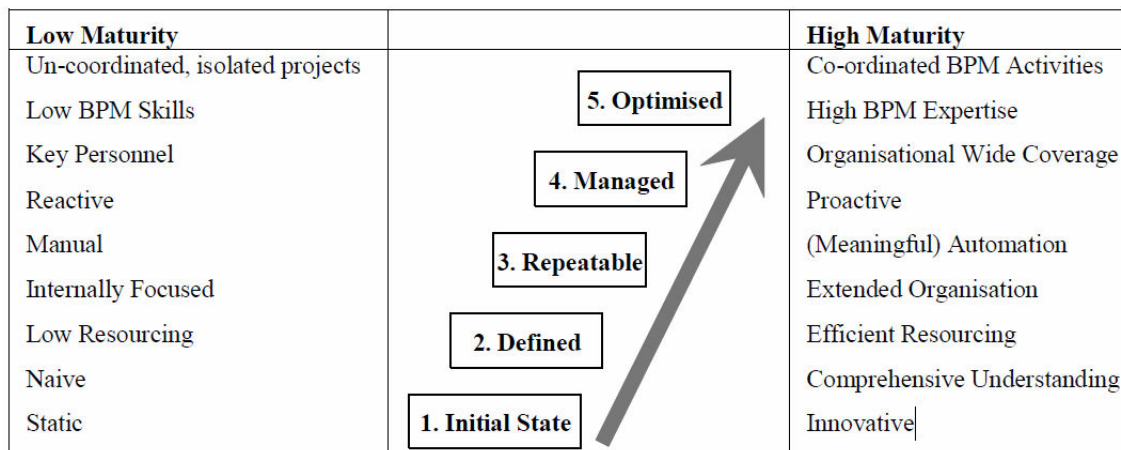 Low Maturity
High Maturity
Un-coordinated, isolated projects
Co-ordinated BPM Activities
5. Optimised
Low BPM Skills
High BPM Expertise
Key Personnel
Organisational Wide Coverage
4. Managed
Reactive
Proactive
Manual
(Meaningful) Automation
3. Repeatable
Internally Focused
Extended Organisation
Low Resourcing
Efficient Resourcing
2. Defined
Naive
Comprehensive Understanding
Static
1. Initial State
Innovative